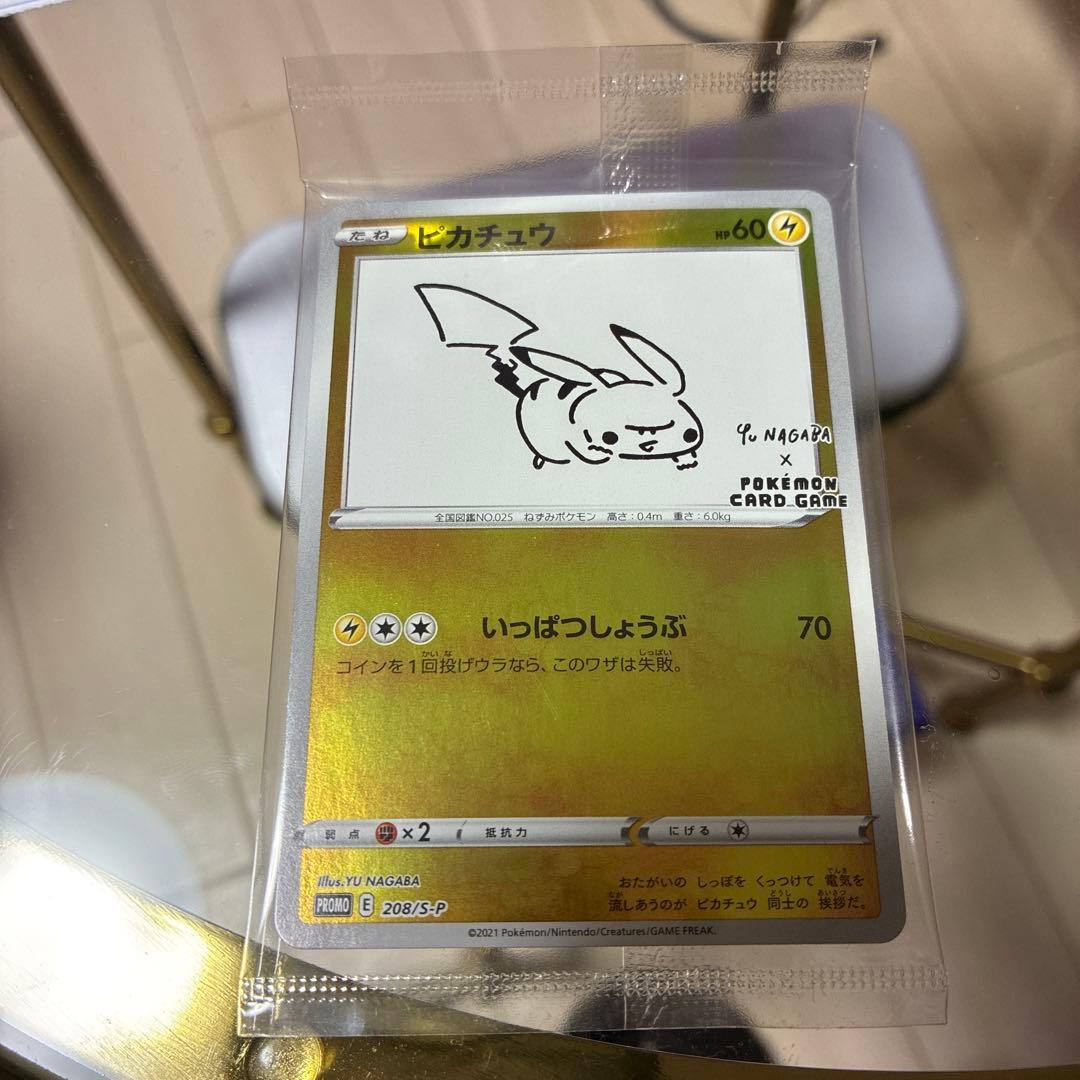 たね ピカチュウ HP60
Yu NAGABA
×
POKÉMON
CARD GAME
全国図鑑NO.025 ねずみポケモン 高さ:0.4m 重さ:6.0kg
いっぱつしょうぶ 70
コインを1回投げウラなら、このワザは失敗。
弱点 ×2 抵抗力 にげる
Illus.YU NAGABA
おたがいの しっぽを くっつけて 電気を
流しあうのが ピカチュウ 同士の 挨拶だ。
PROMO E 208/S-P
©2021 Pokémon/Nintendo/Creatures/GAME FREAK.